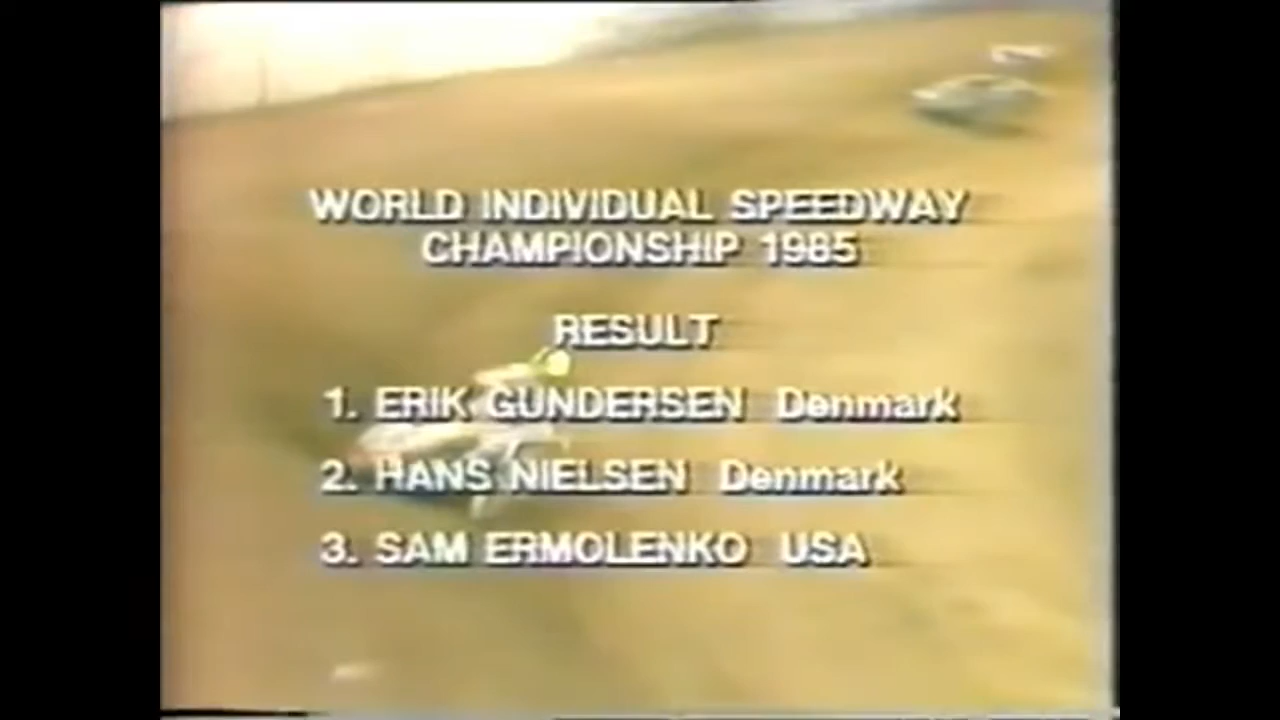 WORLD INDIVIDUAL SPEEDWAY
CHAMPIONSHIP 1985
RESULT
1. ERIK GUNDERSEN Denmark
2. HANS NIELSEN Denmark
3. SAM ERMOLENKO USA